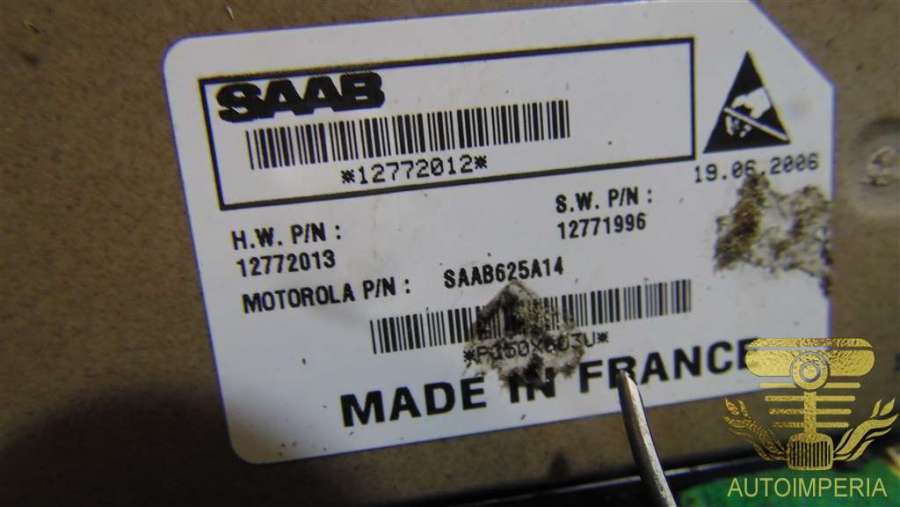 SAAB
*12772012*
19.06.2006
H.W. P/N :
12772013
S.W. P/N :
12771996
MOTOROLA P/N : SAAB625A14
MADE IN FRANCE
AUTOIMPERIA